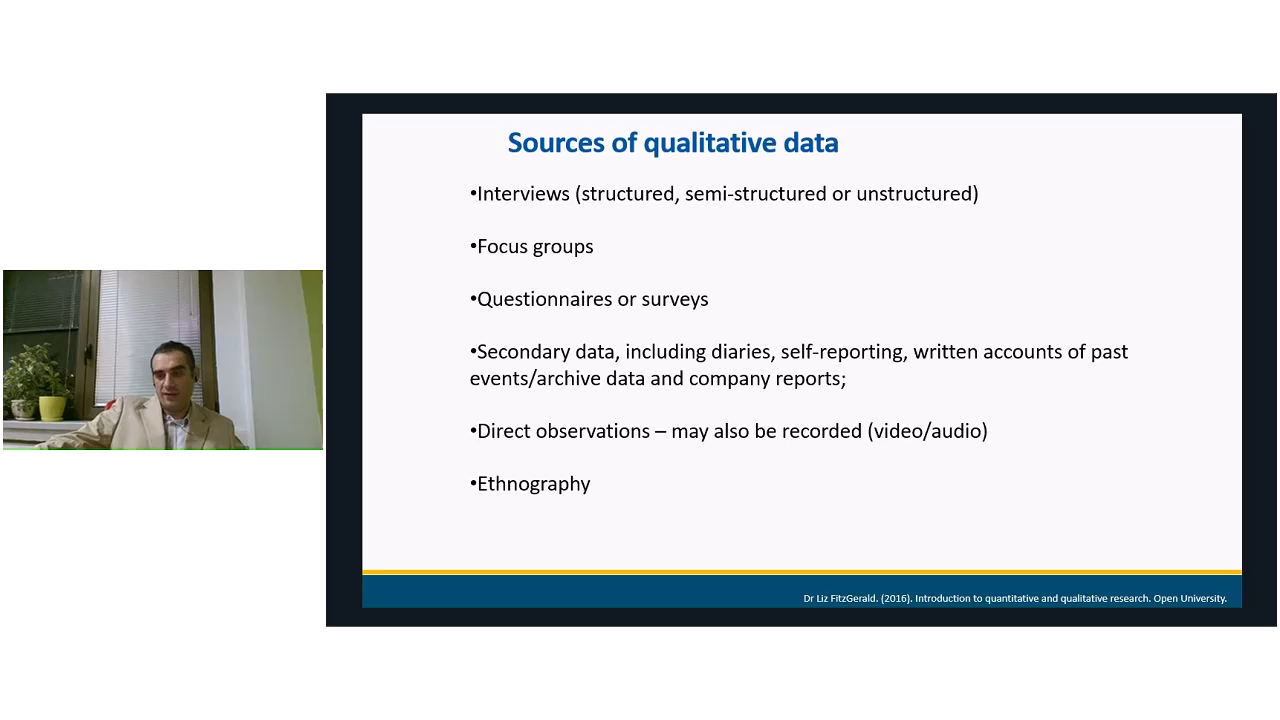 Sources of qualitative data
•Interviews (structured, semi-structured or unstructured)
•Focus groups
•Questionnaires or surveys
•Secondary data, including diaries, self-reporting, written accounts of past
events/archive data and company reports;
•Direct observations – may also be recorded (video/audio)
•Ethnography
Dr Liz FitzGerald. (2016). Introduction to quantitative and qualitative research. Open University.